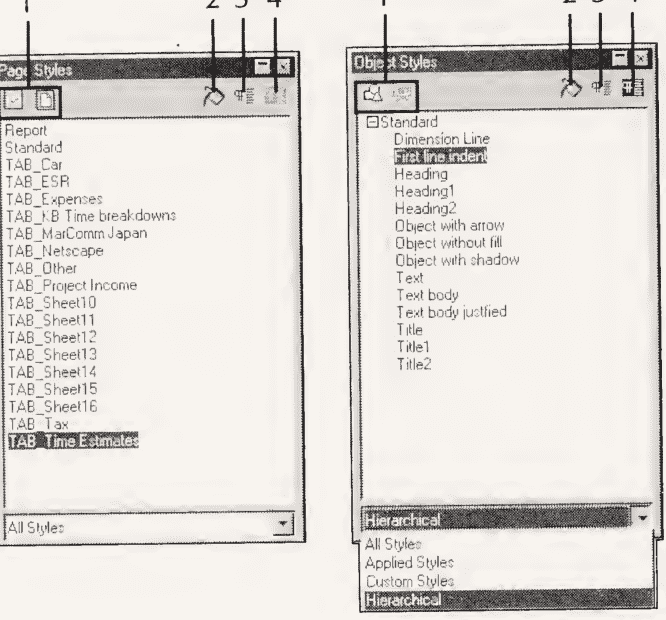 1 2 3 4
Page Styles
Report
Standard
TAB_Car
TAB_ESR
TAB_Expenses
TAB_KB Time breakdowns
TAB_MarComm Japan
TAB_Netscape
TAB_Other
TAB_Project Income
TAB_Sheet10
TAB_Sheet11
TAB_Sheet12
TAB_Sheet13
TAB_Sheet14
TAB_Sheet15
TAB_Sheet16
TAB_Tax
TAB_Time Estimates
All Styles
1 2 3 4
Object Styles
Standard
Dimension Line
First line indent
Heading
Heading1
Heading2
Object with arrow
Object without fill
Object with shadow
Text
Text body
Text body justfied
Title
Title1
Title2
Hierarchical
All Styles
Applied Styles
Custom Styles
Hierarchical